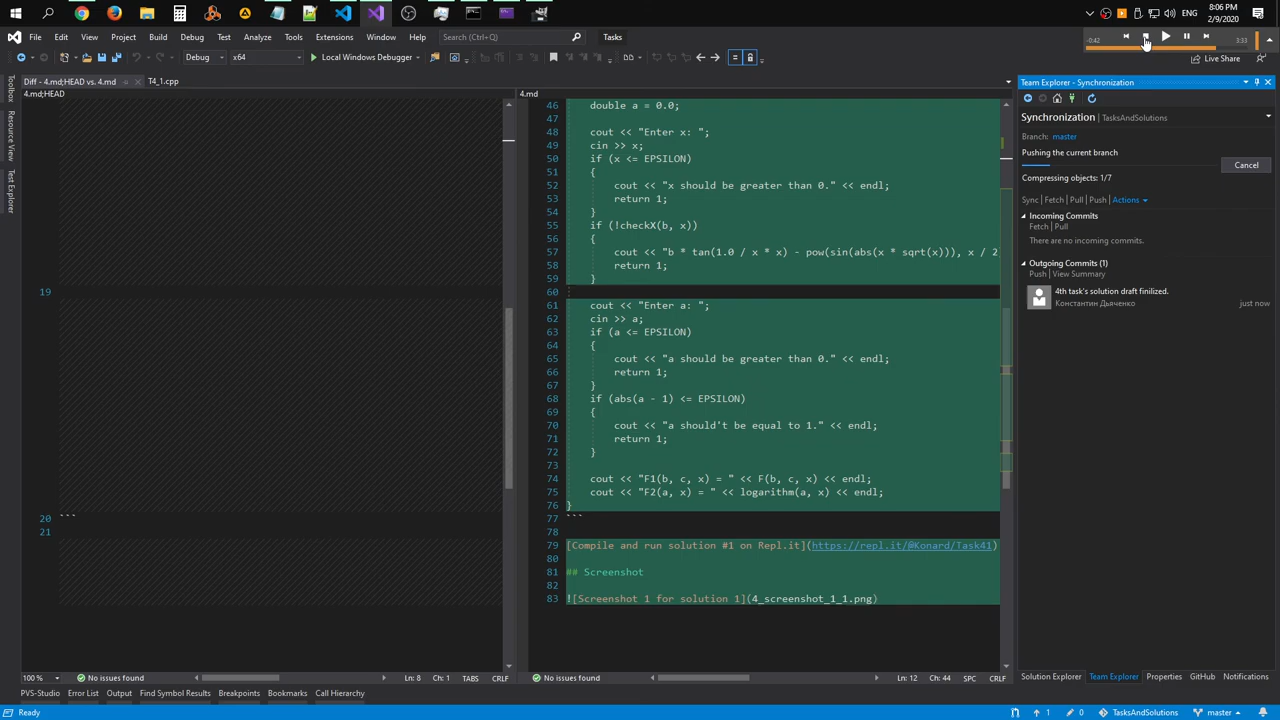 8:06 PM
ENG
2/9/2020
File Edit View Project Build Debug Test Analyze Tools Extensions Window Help Search (Ctrl+Q) Tasks
-0:42 3:33
Debug x64 Local Windows Debugger Live Share
Toolbox
Resource View
Test Explorer
Diff - 4.md;HEAD vs. 4.md T4_1.cpp
4.md;HEAD
4.md
19
20 ```
21
46 double a = 0.0;
47
48 cout << "Enter x: ";
49 cin >> x;
50 if (x <= EPSILON)
51 {
52 cout << "x should be greater than 0." << endl;
53 return 1;
54 }
55 if (!checkX(b, x))
56 {
57 cout << "b * tan(1.0 / x * x) - pow(sin(abs(x * sqrt(x))), x / 2
58 return 1;
59 }
60
61 cout << "Enter a: ";
62 cin >> a;
63 if (a <= EPSILON)
64 {
65 cout << "a should be greater than 0." << endl;
66 return 1;
67 }
68 if (abs(a - 1) <= EPSILON)
69 {
70 cout << "a should't be equal to 1." << endl;
71 return 1;
72 }
73
74 cout << "F1(b, c, x) = " << F(b, c, x) << endl;
75 cout << "F2(a, x) = " << logarithm(a, x) << endl;
76 }
77 ```
78
79 [Compile and run solution #1 on Repl.it](https://repl.it/@Konard/Task41)
80
81 ## Screenshot
82
83 ![Screenshot 1 for solution 1](4_screenshot_1_1.png)
100 % No issues found Ln: 8 Ch: 1 TABS CRLF
No issues found Ln: 12 Ch: 44 SPC CRLF
Team Explorer - Synchronization
Synchronization | TasksAndSolutions
Branch: master
Pushing the current branch
Cancel
Compressing objects: 1/7
Sync | Fetch | Pull | Push | Actions
Incoming Commits
Fetch | Pull
There are no incoming commits.
Outgoing Commits (1)
Push | View Summary
4th task's solution draft finilized.
Константин Дьяченко just now
Solution Explorer Team Explorer Properties GitHub Notifications
PVS-Studio Error List Output Find Symbol Results Breakpoints Bookmarks Call Hierarchy
Ready 1 0 TasksAndSolutions master